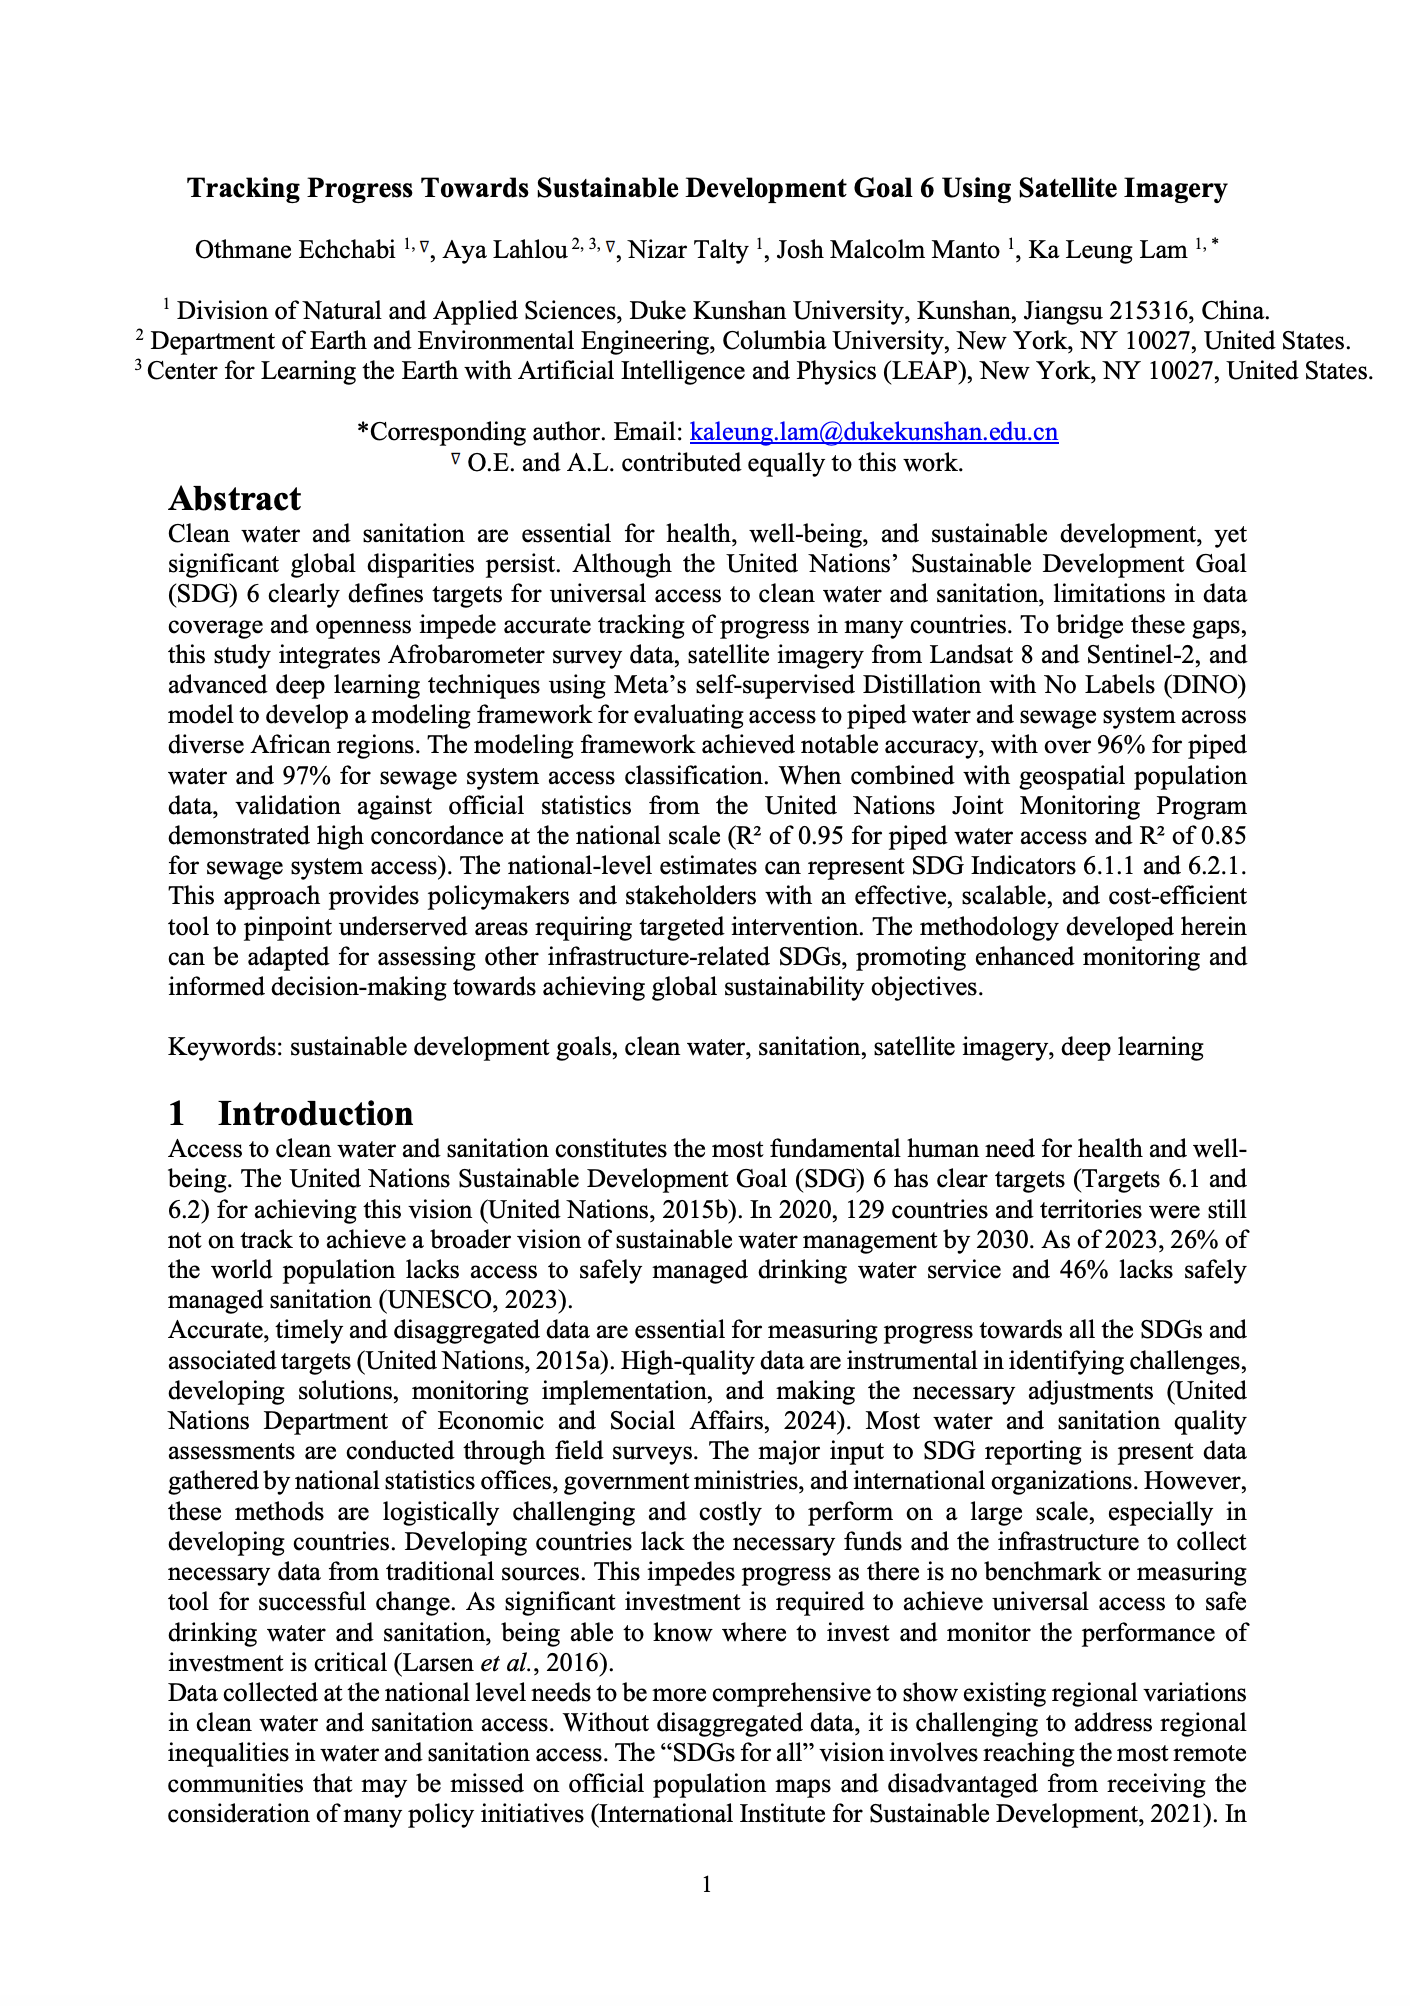 Tracking Progress Towards Sustainable Development Goal 6 Using Satellite Imagery
Othmane Echchabi 1, ∇, Aya Lahlou 2, 3, ∇, Nizar Talty 1, Josh Malcolm Manto 1, Ka Leung Lam 1, *
1 Division of Natural and Applied Sciences, Duke Kunshan University, Kunshan, Jiangsu 215316, China.
2 Department of Earth and Environmental Engineering, Columbia University, New York, NY 10027, United States.
3 Center for Learning the Earth with Artificial Intelligence and Physics (LEAP), New York, NY 10027, United States.
*Corresponding author. Email: kaleung.lam@dukekunshan.edu.cn
∇ O.E. and A.L. contributed equally to this work.
Abstract
Clean water and sanitation are essential for health, well-being, and sustainable development, yet
significant global disparities persist. Although the United Nations’ Sustainable Development Goal
(SDG) 6 clearly defines targets for universal access to clean water and sanitation, limitations in data
coverage and openness impede accurate tracking of progress in many countries. To bridge these gaps,
this study integrates Afrobarometer survey data, satellite imagery from Landsat 8 and Sentinel-2, and
advanced deep learning techniques using Meta’s self-supervised Distillation with No Labels (DINO)
model to develop a modeling framework for evaluating access to piped water and sewage system across
diverse African regions. The modeling framework achieved notable accuracy, with over 96% for piped
water and 97% for sewage system access classification. When combined with geospatial population
data, validation against official statistics from the United Nations Joint Monitoring Program
demonstrated high concordance at the national scale (R² of 0.95 for piped water access and R² of 0.85
for sewage system access). The national-level estimates can represent SDG Indicators 6.1.1 and 6.2.1.
This approach provides policymakers and stakeholders with an effective, scalable, and cost-efficient
tool to pinpoint underserved areas requiring targeted intervention. The methodology developed herein
can be adapted for assessing other infrastructure-related SDGs, promoting enhanced monitoring and
informed decision-making towards achieving global sustainability objectives.
Keywords: sustainable development goals, clean water, sanitation, satellite imagery, deep learning
1 Introduction
Access to clean water and sanitation constitutes the most fundamental human need for health and well-
being. The United Nations Sustainable Development Goal (SDG) 6 has clear targets (Targets 6.1 and
6.2) for achieving this vision (United Nations, 2015b). In 2020, 129 countries and territories were still
not on track to achieve a broader vision of sustainable water management by 2030. As of 2023, 26% of
the world population lacks access to safely managed drinking water service and 46% lacks safely
managed sanitation (UNESCO, 2023).
Accurate, timely and disaggregated data are essential for measuring progress towards all the SDGs and
associated targets (United Nations, 2015a). High-quality data are instrumental in identifying challenges,
developing solutions, monitoring implementation, and making the necessary adjustments (United
Nations Department of Economic and Social Affairs, 2024). Most water and sanitation quality
assessments are conducted through field surveys. The major input to SDG reporting is present data
gathered by national statistics offices, government ministries, and international organizations. However,
these methods are logistically challenging and costly to perform on a large scale, especially in
developing countries. Developing countries lack the necessary funds and the infrastructure to collect
necessary data from traditional sources. This impedes progress as there is no benchmark or measuring
tool for successful change. As significant investment is required to achieve universal access to safe
drinking water and sanitation, being able to know where to invest and monitor the performance of
investment is critical (Larsen et al., 2016).
Data collected at the national level needs to be more comprehensive to show existing regional variations
in clean water and sanitation access. Without disaggregated data, it is challenging to address regional
inequalities in water and sanitation access. The “SDGs for all” vision involves reaching the most remote
communities that may be missed on official population maps and disadvantaged from receiving the
consideration of many policy initiatives (International Institute for Sustainable Development, 2021). In
1